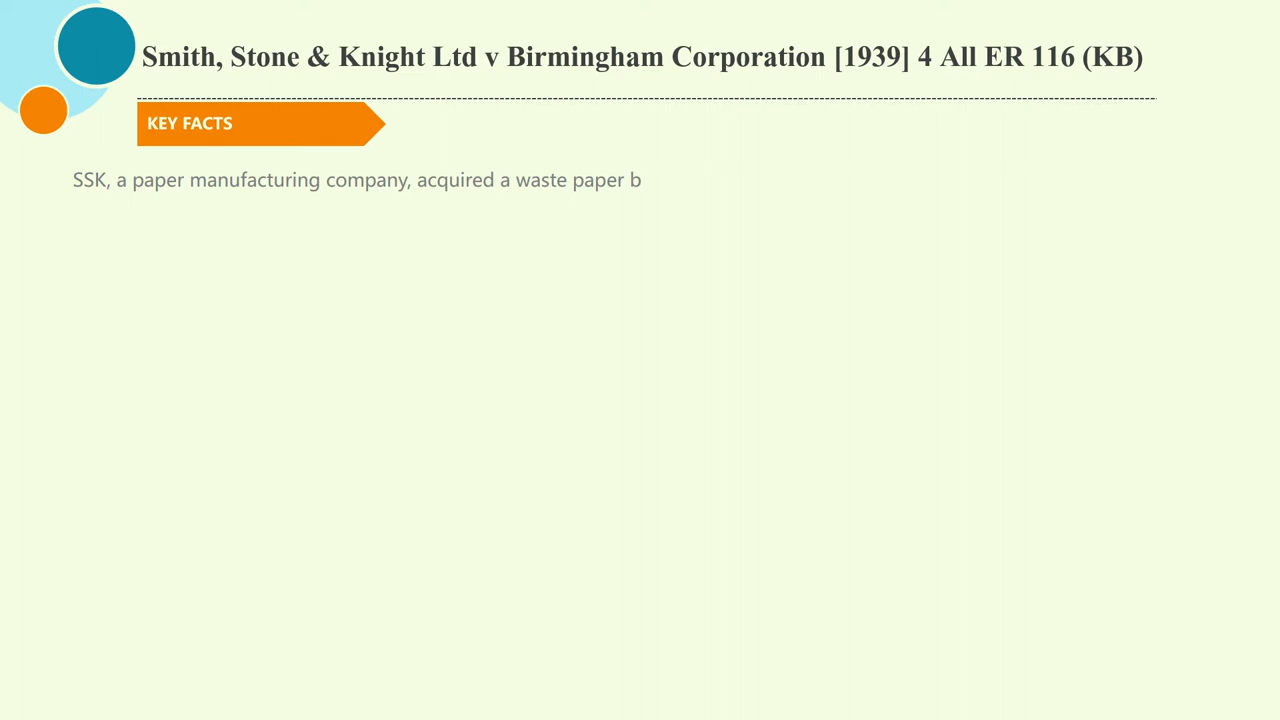 Smith, Stone & Knight Ltd v Birmingham Corporation [1939] 4 All ER 116 (KB)
KEY FACTS
SSK, a paper manufacturing company, acquired a waste paper b